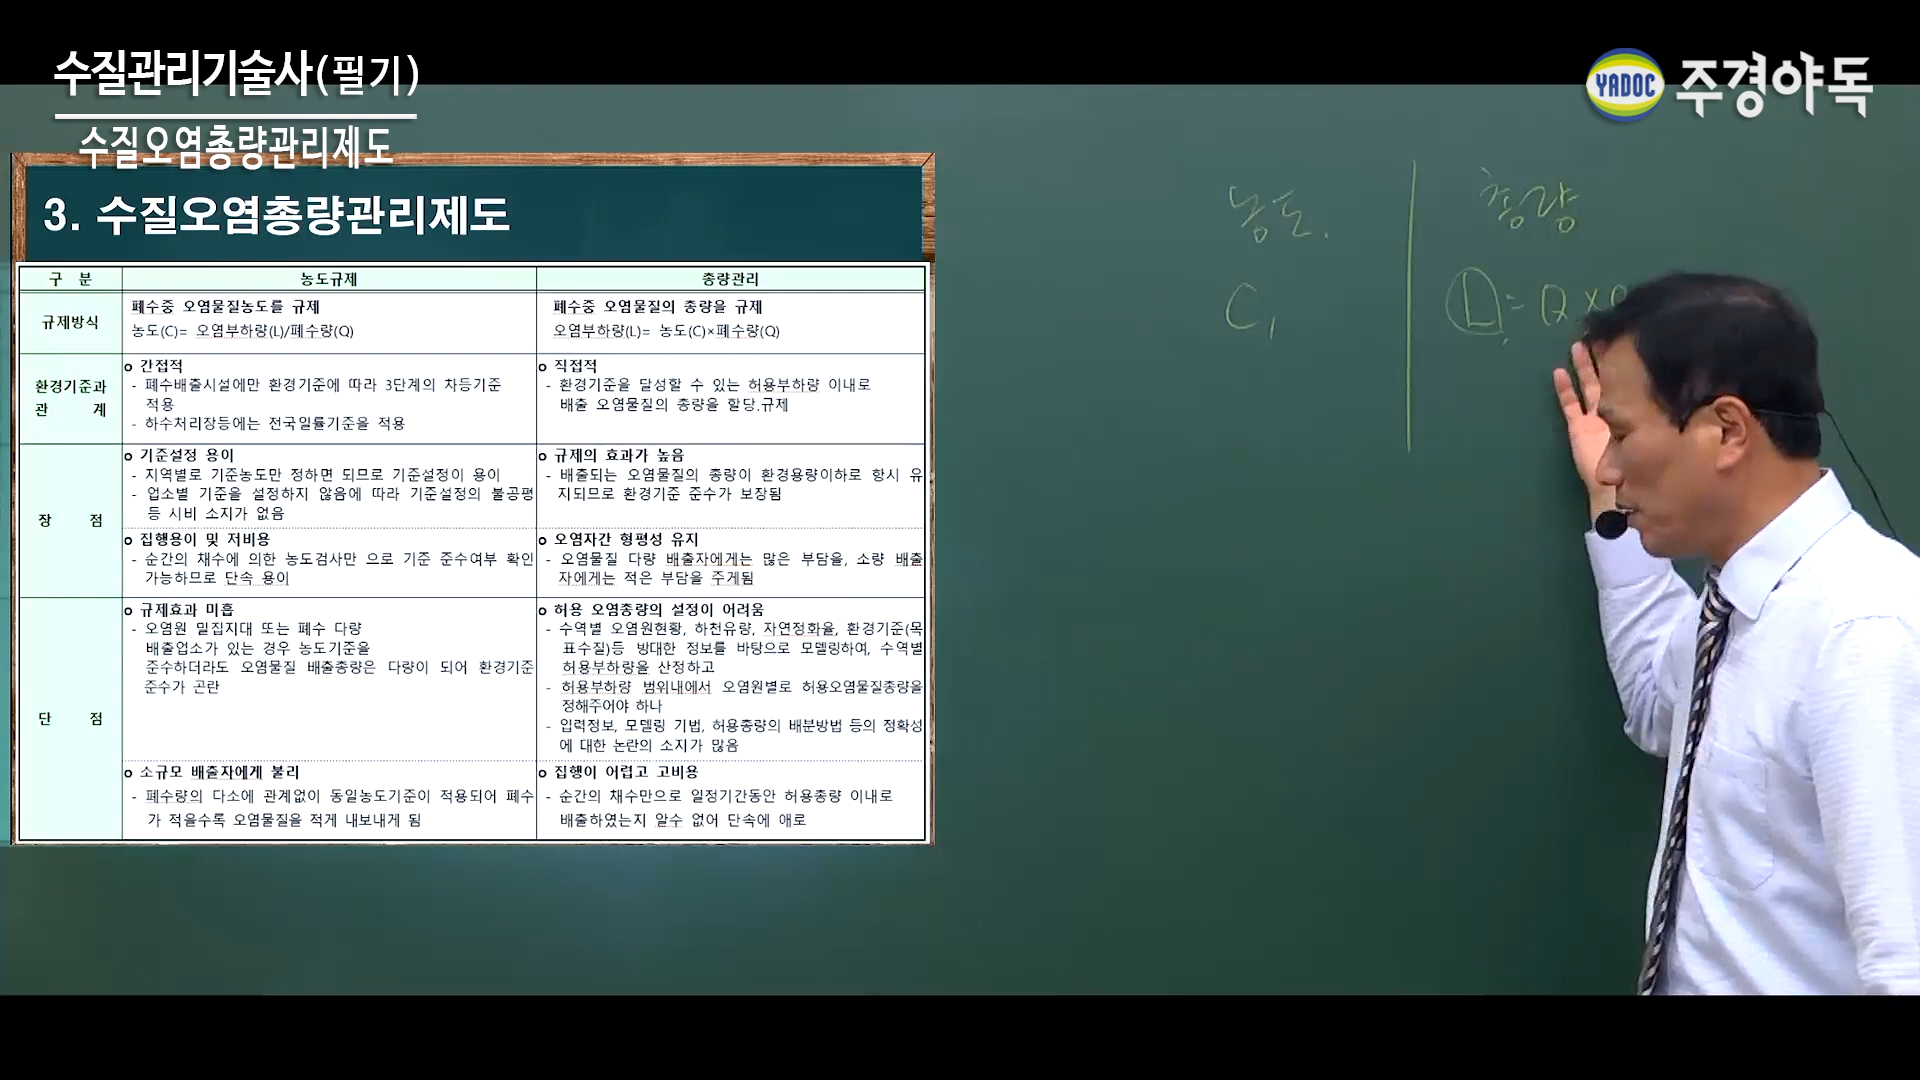 수질관리기술사(필기)
수질오염총량관리제도
YADOC 주경야독
3. 수질오염총량관리제도
구 분 농도규제 총량관리
규제방식
폐수중 오염물질농도를 규제
농도(C)= 오염부하량(L)/폐수량(Q)
폐수중 오염물질의 총량을 규제
오염부하량(L)= 농도(C)×폐수량(Q)
환경기준과
관 계
o 간접적
- 폐수배출시설에만 환경기준에 따라 3단계의 차등기준
적용
- 하수처리장등에는 전국일률기준을 적용
o 직접적
- 환경기준을 달성할 수 있는 허용부하량 이내로
배출 오염물질의 총량을 할당.규제
장 점
o 기준설정 용이
- 지역별로 기준농도만 정하면 되므로 기준설정이 용이
- 업소별 기준을 설정하지 않음에 따라 기준설정의 불공평
등 시비 소지가 없음
o 규제의 효과가 높음
- 배출되는 오염물질의 총량이 환경용량이하로 항시 유
지되므로 환경기준 준수가 보장됨
o 집행용이 및 저비용
- 순간의 채수에 의한 농도검사만 으로 기준 준수여부 확인
가능하므로 단속 용이
o 오염자간 형평성 유지
- 오염물질 다량 배출자에게는 많은 부담을, 소량 배출
자에게는 적은 부담을 주게됨
단 점
o 규제효과 미흡
- 오염원 밀집지대 또는 폐수 다량
배출업소가 있는 경우 농도기준을
준수하더라도 오염물질 배출총량은 다량이 되어 환경기준
준수가 곤란
o 허용 오염총량의 설정이 어려움
- 수역별 오염원현황, 하천유량, 자연정화율, 환경기준(목
표수질)등 방대한 정보를 바탕으로 모델링하여, 수역별
허용부하량을 산정하고
- 허용부하량 범위내에서 오염원별로 허용오염물질총량을
정해주어야 하나
- 입력정보, 모델링 기법, 허용총량의 배분방법 등의 정확성
에 대한 논란의 소지가 많음
o 소규모 배출자에게 불리
- 폐수량의 다소에 관계없이 동일농도기준이 적용되어 폐수
가 적을수록 오염물질을 적게 내보내게 됨
o 집행이 어렵고 고비용
- 순간의 채수만으로 일정기간동안 허용총량 이내로
배출하였는지 알수 없어 단속에 애로
농도. 총량
C, L = Q ×